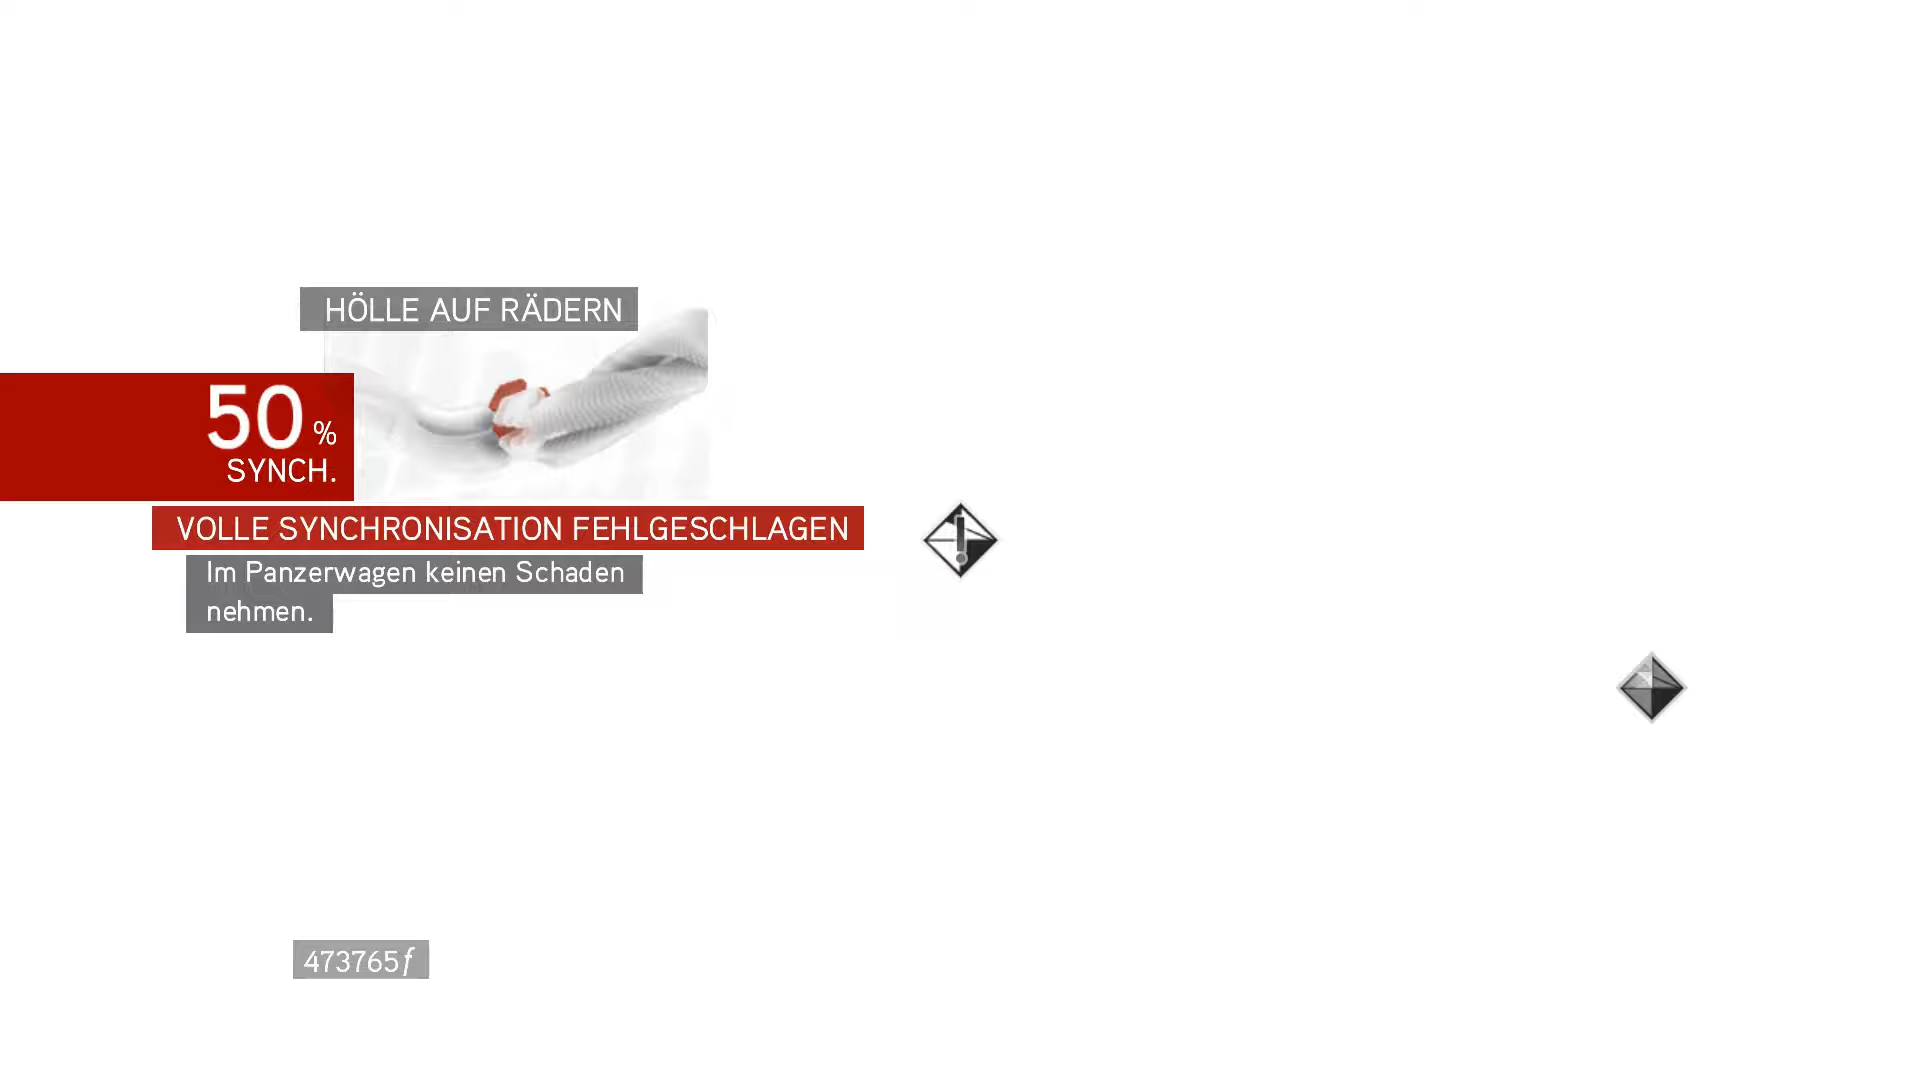 HÖLLE AUF RÄDERN
50 %
SYNCH.
VOLLE SYNCHRONISATION FEHLGESCHLAGEN
Im Panzerwagen keinen Schaden
nehmen.
473765ƒ